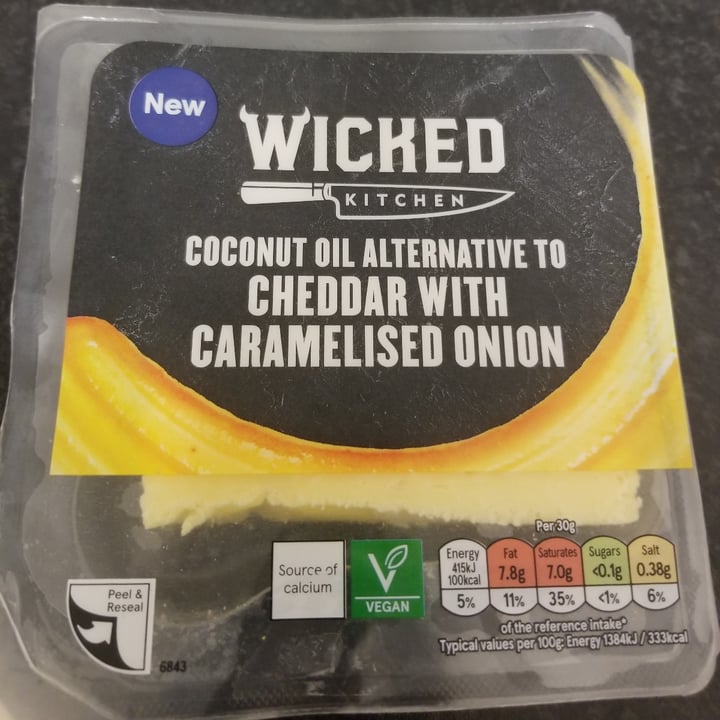 New
WICKED
KITCHEN
COCONUT OIL ALTERNATIVE TO
CHEDDAR WITH
CARAMELISED ONION
Per 30g
Energy
415kJ
100kcal
5%
Fat
7.8g
11%
Saturates
7.0g
35%
Sugars
<0.1g
<1%
Salt
0.38g
6%
of the reference intake*
Typical values per 100g: Energy 1384kJ / 333kcal
Source of
calcium
V
VEGAN
Peel &
Reseal
6843